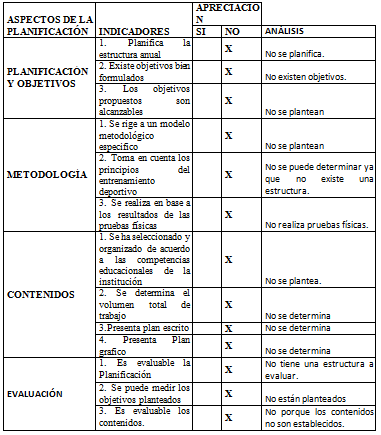 ASPECTOS DE LA PLANIFICACIÓN INDICADORES APRECIACIO
N
SI NO ANÁLISIS
PLANIFICACIÓN
Y OBJETIVOS
1. Planifica la
estructura anual
X
No se planifica.
2. Existe objetivos bien
formulados
X
No existen objetivos.
3. Los objetivos
propuestos son
alcanzables
X
No se plantean
METODOLOGÍA
1. Se rige a un modelo
metodológico
especifico
X
No se plantean
2. Toma en cuenta los
principios del
entrenamiento
deportivo
X
No se puede determinar ya
que no existe una
estructura.
3. Se realiza en base a
los resultados de las
pruebas físicas
X
No realiza pruebas físicas.
CONTENIDOS
1. Se ha seleccionado y
organizado de acuerdo
a las competencias
educacionales de la
institución
X
No se plantea.
2. Se determina el
volumen total de
trabajo
X
No se determina
3.Presenta plan escrito
X
No se determina
4. Presenta Plan
grafico
X
No se determina
EVALUACIÓN
1. Es evaluable la
Planificación
X
No tiene una estructura a
evaluar.
2. Se puede medir los
objetivos planteados
X
No están planteados
3. Es evaluable los
contenidos.
X
No porque los contenidos
no son establecidos.